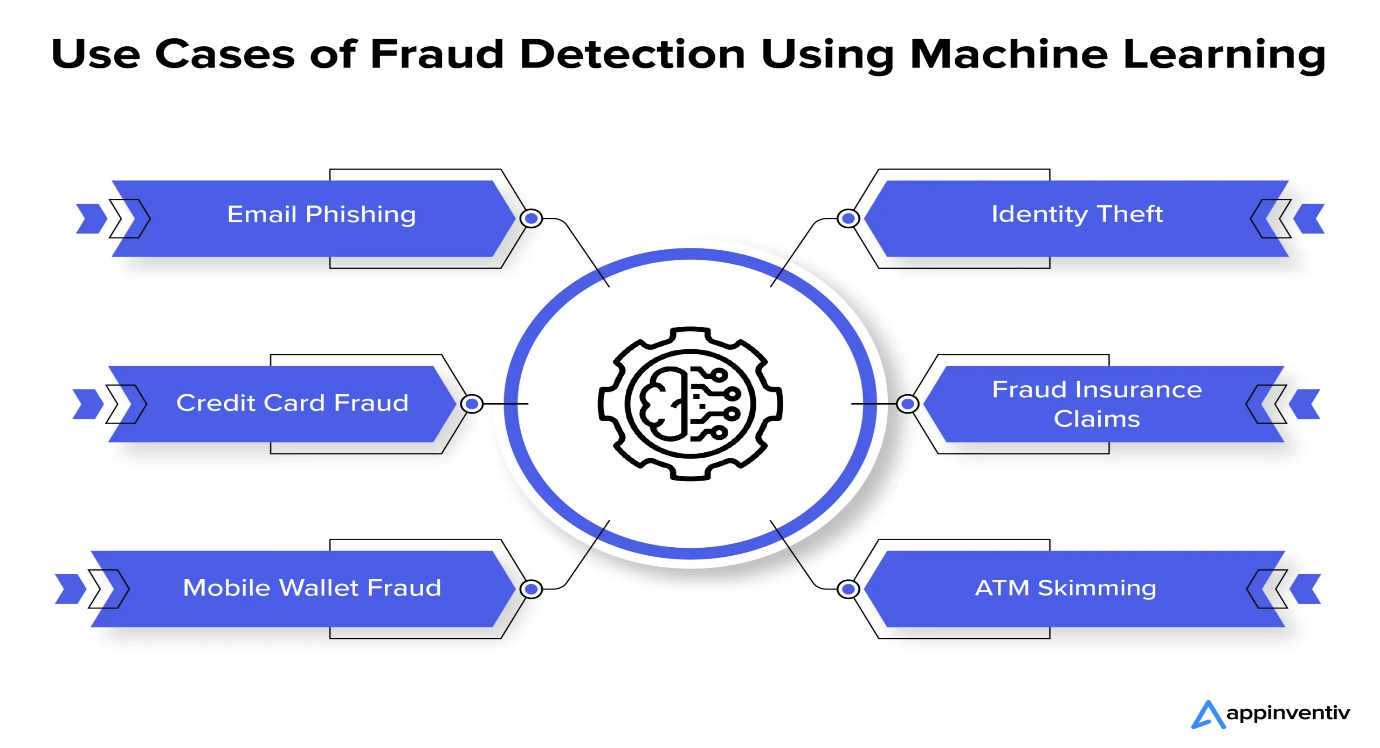 Use Cases of Fraud Detection Using Machine Learning
Email Phishing
Identity Theft
Credit Card Fraud
Fraud Insurance
Claims
Mobile Wallet Fraud
ATM Skimming
appinventiv